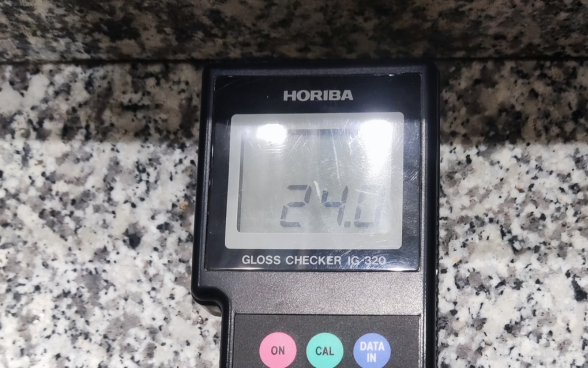 HORIBA
24.0
GLOSS CHECKER IG-320
ON
CAL
DATA
IN